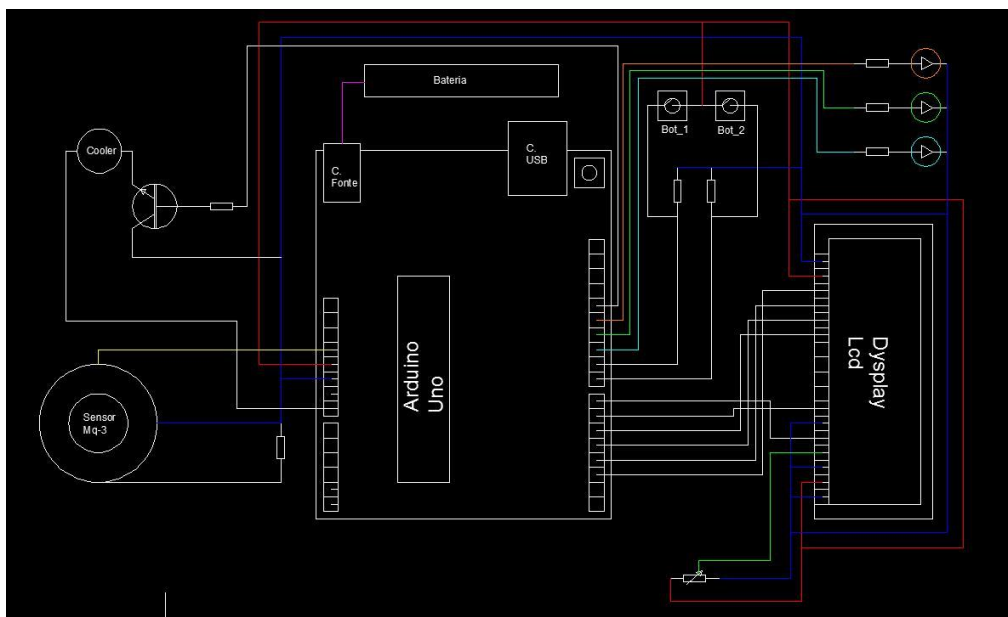 Bateria
Cooler
C.
Fonte
C.
USB
Bot_1
Bot_2
Arduino
Uno
Dysplay
Lcd
Sensor
Mq-3